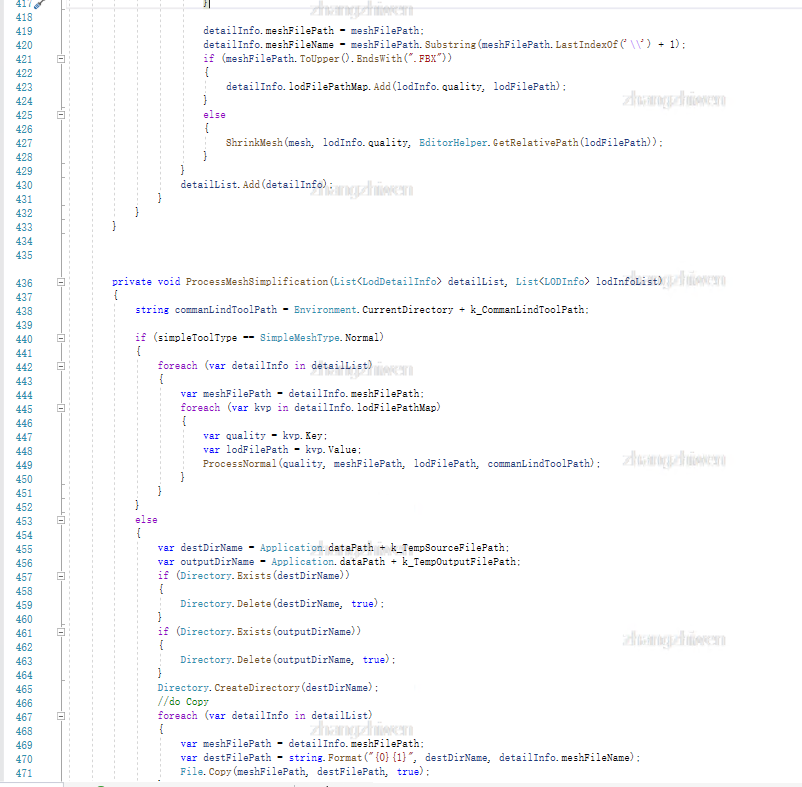 417 }
418
419 detailInfo.meshFilePath = meshFilePath;
420 detailInfo.meshFileName = meshFilePath.Substring(meshFilePath.LastIndexOf('\\') + 1);
421 if (meshFilePath.ToUpper().EndsWith(".FBX"))
422 {
423 detailInfo.lodFilePathMap.Add(lodInfo.quality, lodFilePath);
424 }
425 else
426 {
427 ShrinkMesh(mesh, lodInfo.quality, EditorHelper.GetRelativePath(lodFilePath));
428 }
429 }
430 detailList.Add(detailInfo);
431 }
432 }
433 }
434
435
436 private void ProcessMeshSimplification(List<LodDetailInfo> detailList, List<LODInfo> lodInfoList)
437 {
438 string commanLindToolPath = Environment.CurrentDirectory + k_CommanLindToolPath;
439
440 if (simpleToolType == SimpleMeshType.Normal)
441 {
442 foreach (var detailInfo in detailList)
443 {
444 var meshFilePath = detailInfo.meshFilePath;
445 foreach (var kvp in detailInfo.lodFilePathMap)
446 {
447 var quality = kvp.Key;
448 var lodFilePath = kvp.Value;
449 ProcessNormal(quality, meshFilePath, lodFilePath, commanLindToolPath);
450 }
451 }
452 }
453 else
454 {
455 var destDirName = Application.dataPath + k_TempSourceFilePath;
456 var outputDirName = Application.dataPath + k_TempOutputFilePath;
457 if (Directory.Exists(destDirName))
458 {
459 Directory.Delete(destDirName, true);
460 }
461 if (Directory.Exists(outputDirName))
462 {
463 Directory.Delete(outputDirName, true);
464 }
465 Directory.CreateDirectory(destDirName);
466 //do Copy
467 foreach (var detailInfo in detailList)
468 {
469 var meshFilePath = detailInfo.meshFilePath;
470 var destFilePath = string.Format("{0}{1}", destDirName, detailInfo.meshFileName);
471 File.Copy(meshFilePath, destFilePath, true);
zhangzhiwen
zhangzhiwen
zhangzhiwen
zhangzhiwen
zhangzhiwen
zhangzhiwen
zhangzhiwen
zhangzhiwen
zhangzhiwen